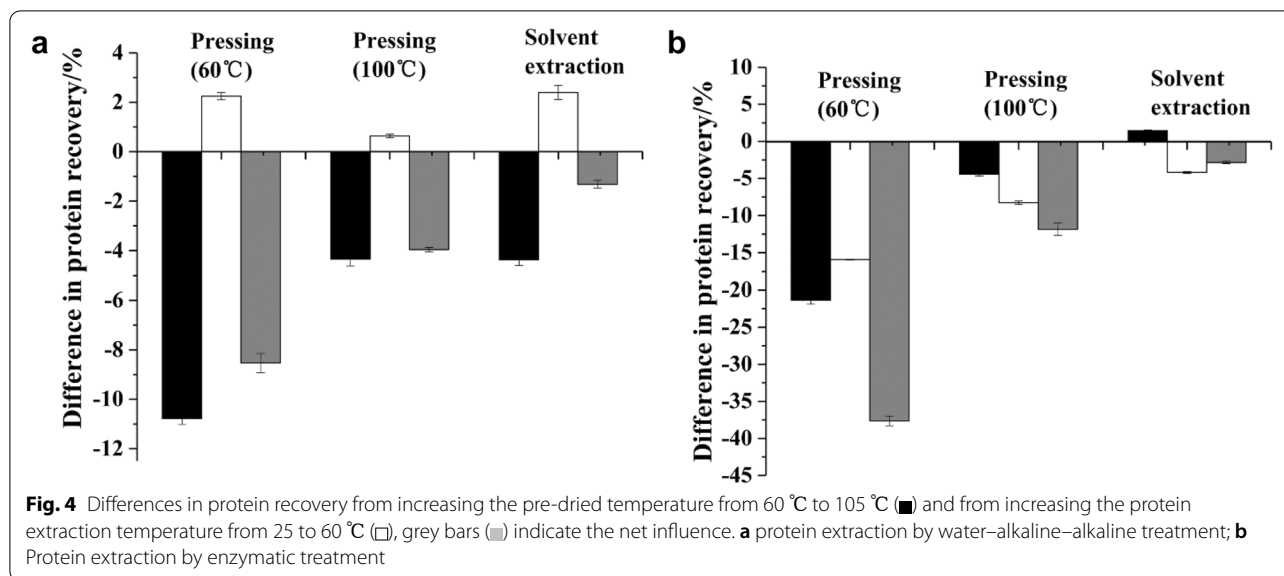 a
Pressing
(60℃)
Pressing
(100℃)
Solvent
extraction
Difference in protein recovery/%
4
2
0
-2
-4
-6
-8
-10
-12
b
Pressing
(60℃)
Pressing
(100℃)
Solvent
extraction
Difference in protein recovery/%
10
5
0
-5
-10
-15
-20
-25
-30
-35
-40
-45
Fig. 4 Differences in protein recovery from increasing the pre-dried temperature from 60 ℃ to 105 ℃ (■) and from increasing the protein
extraction temperature from 25 to 60 ℃ (□), grey bars (■) indicate the net influence. a protein extraction by water–alkaline–alkaline treatment; b
Protein extraction by enzymatic treatment